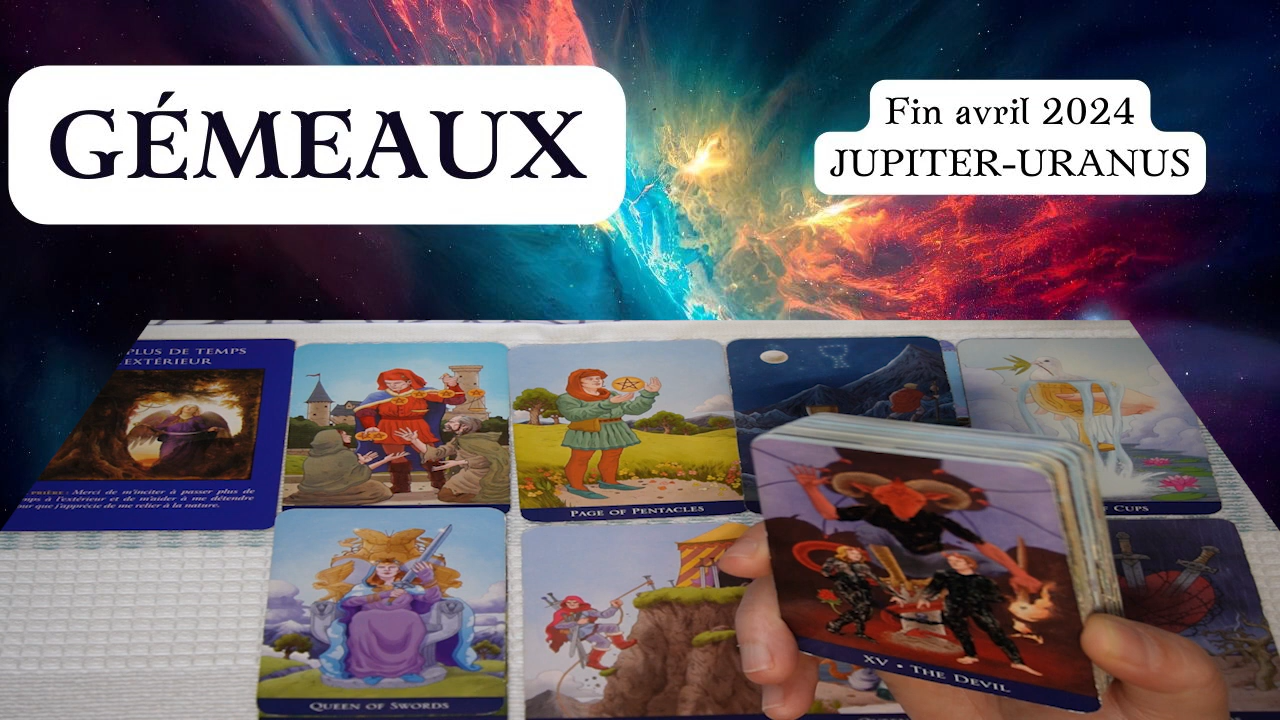 GÉMEAUX
Fin avril 2024
JUPITER-URANUS
PLUS DE TEMPS
EXTÉRIEUR
Merci de m'inciter à passer plus de
à l'extérieur et de m'aider à me détendre
que j'apprécie de me relier à la nature.
PAGE OF PENTACLES
CUPS
QUEEN OF SWORDS
XV • THE DEVIL